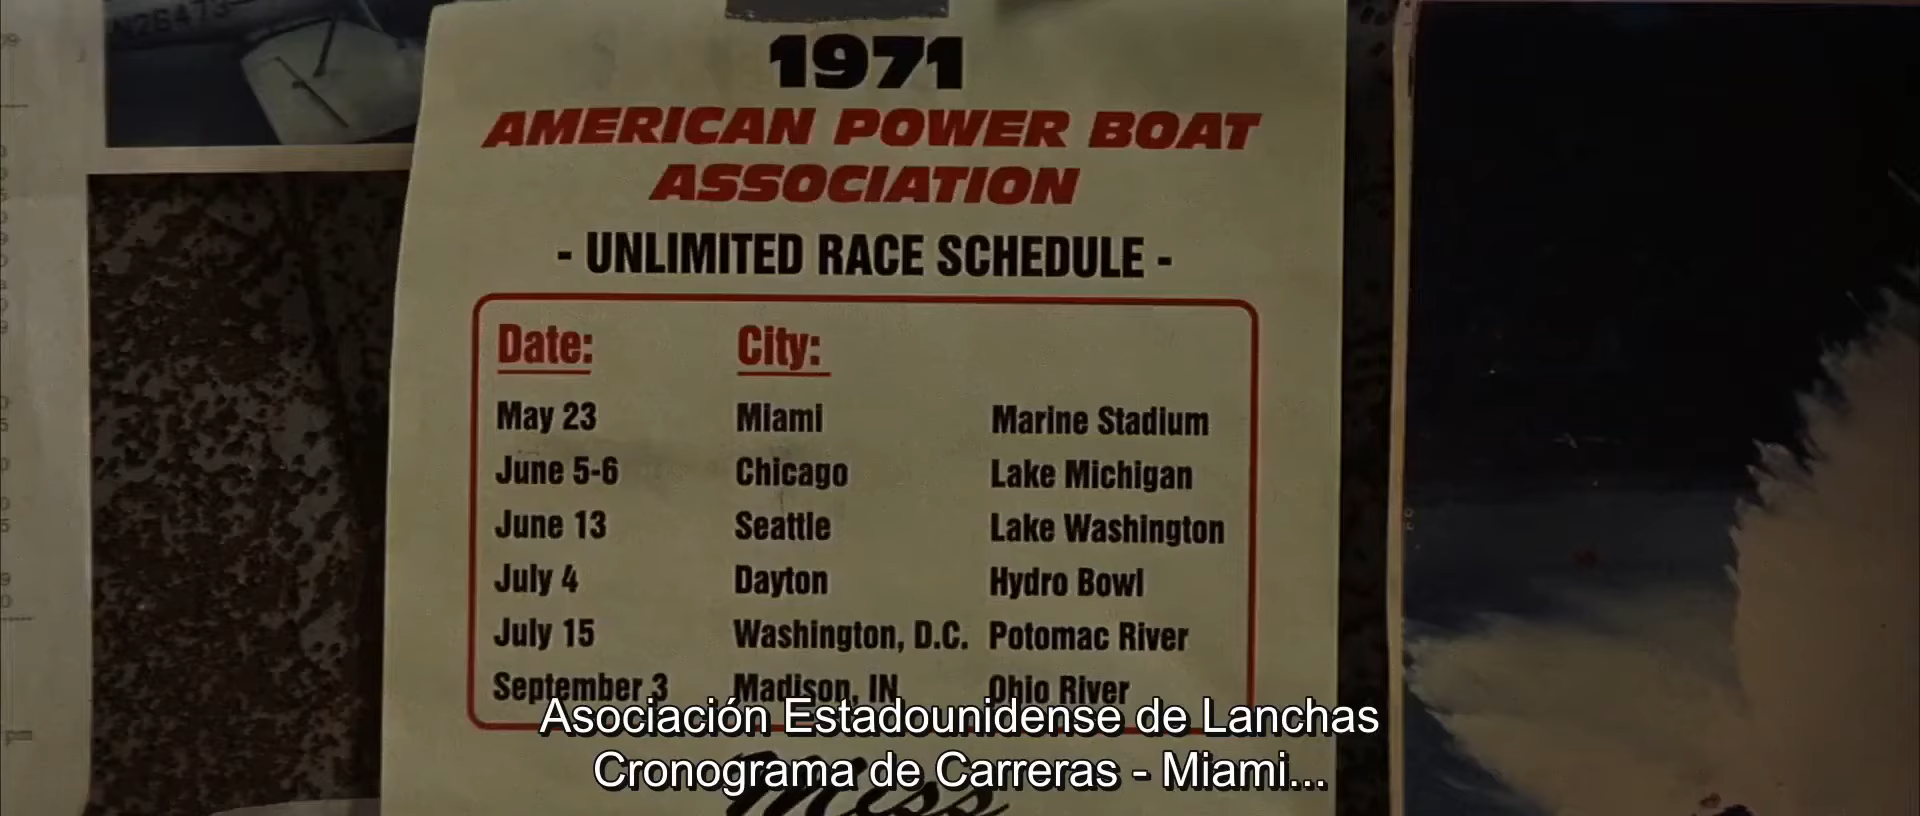 N26473
1971
AMERICAN POWER BOAT
ASSOCIATION
- UNLIMITED RACE SCHEDULE -
Date: City:
May 23 Miami Marine Stadium
June 5-6 Chicago Lake Michigan
June 13 Seattle Lake Washington
July 4 Dayton Hydro Bowl
July 15 Washington, D.C. Potomac River
September 3 Madison, IN Ohio River
Asociación Estadounidense de Lanchas
Cronograma de Carreras - Miami...
Miss